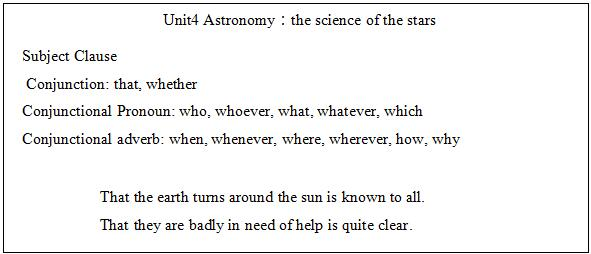 Unit4 Astronomy：the science of the stars
Subject Clause
Conjunction: that, whether
Conjunctional Pronoun: who, whoever, what, whatever, which
Conjunctional adverb: when, whenever, where, wherever, how, why
That the earth turns around the sun is known to all.
That they are badly in need of help is quite clear.